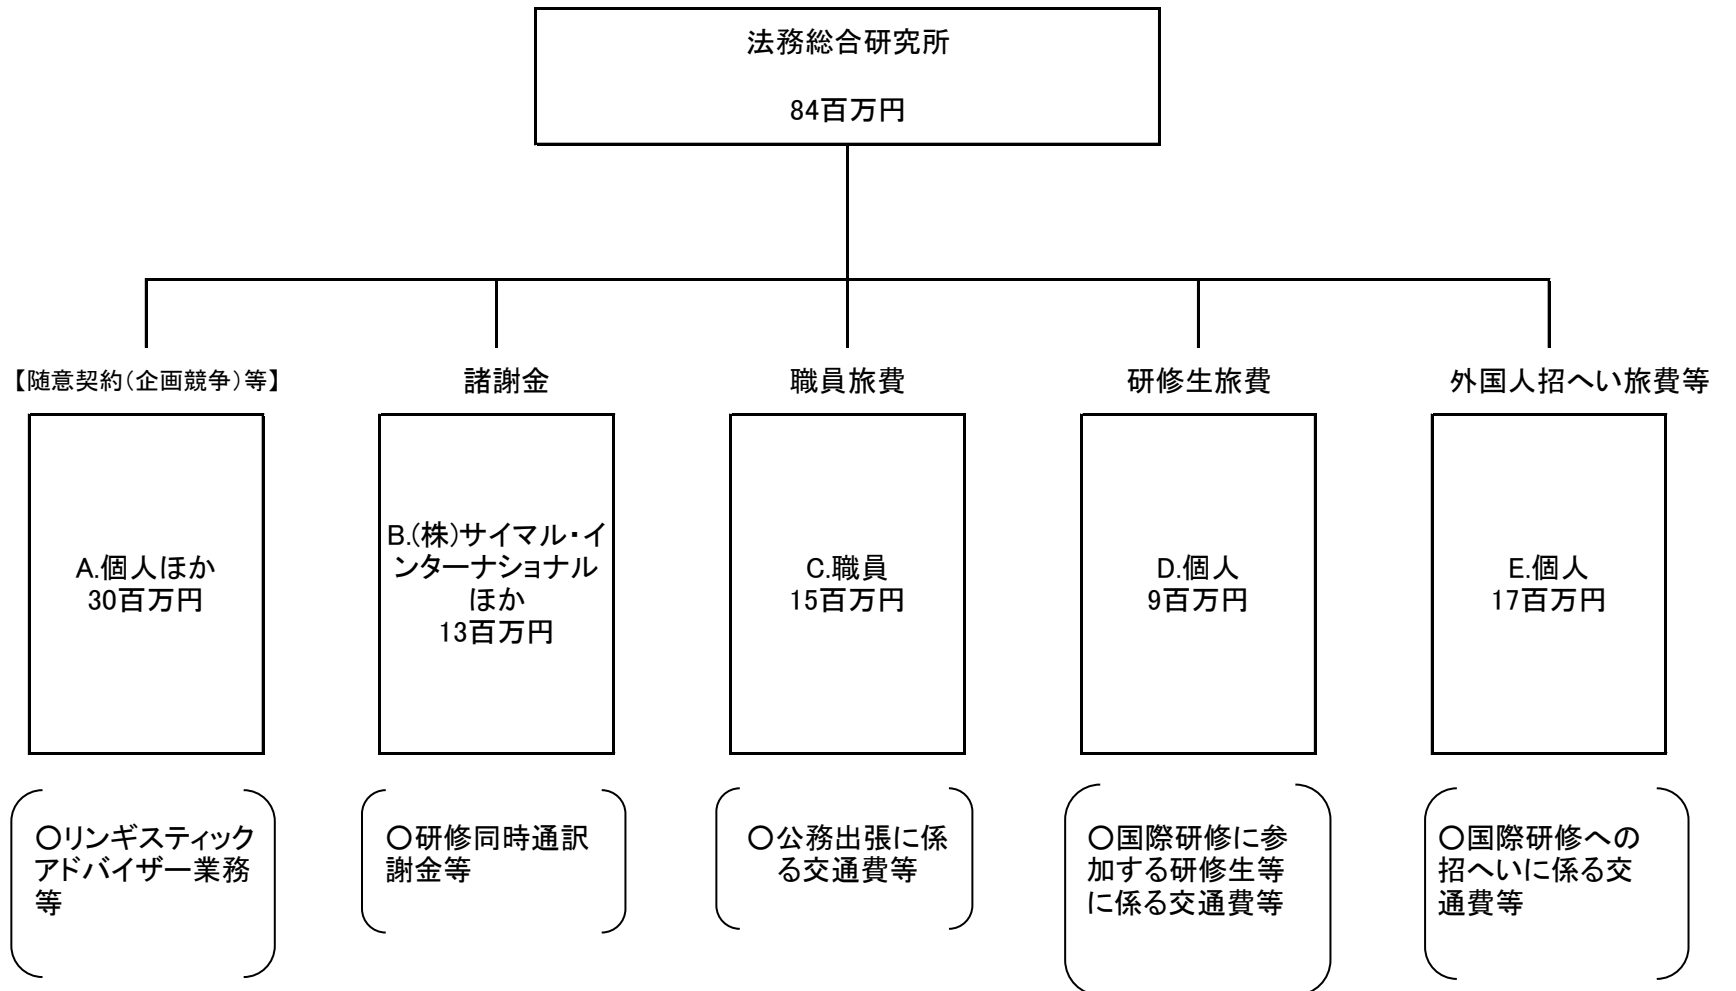 法務総合研究所
84百万円
【随意契約(企画競争)等】
諸謝金
職員旅費
研修生旅費
外国人招へい旅費等
A.個人ほか
30百万円
B.(株)サイマル・イ
ンターナショナル
ほか
13百万円
C.職員
15百万円
D.個人
9百万円
E.個人
17百万円
○リンギスティック
アドバイザー業務
等
○研修同時通訳
謝金等
○公務出張に係
る交通費等
○国際研修に参
加する研修生等
に係る交通費等
○国際研修への
招へいに係る交
通費等